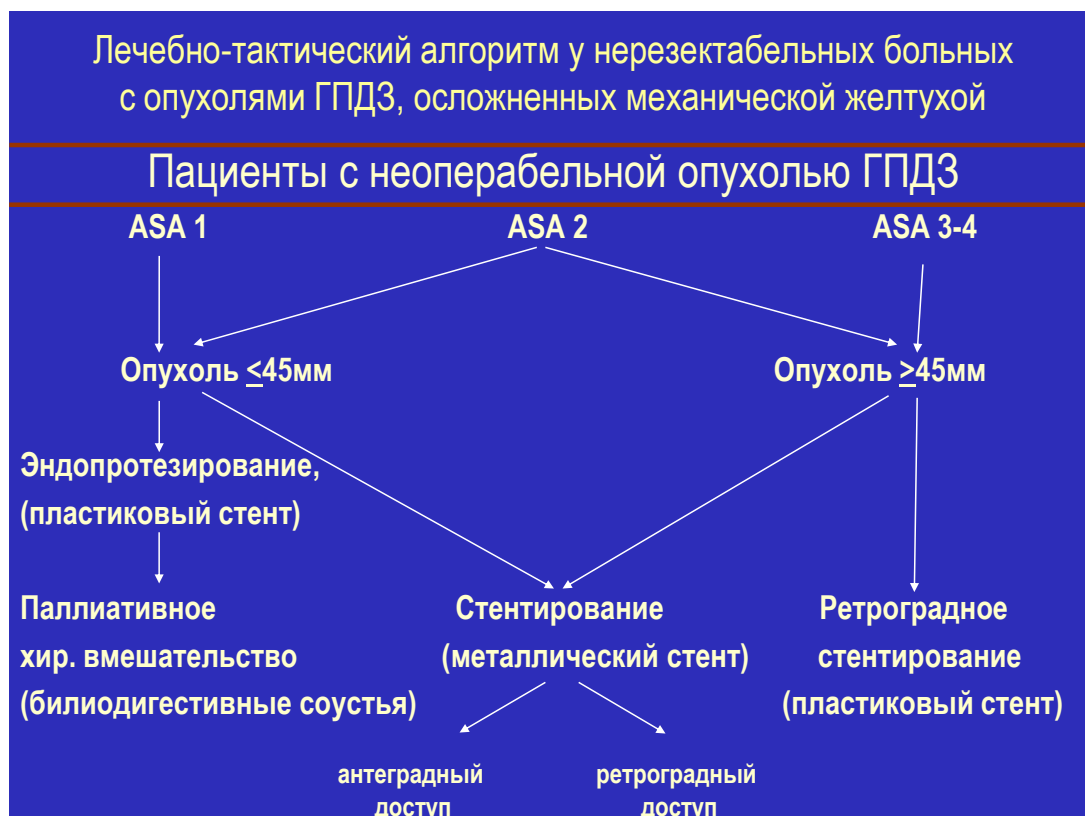 Лечебно-тактический алгоритм у нерезектабельных больных
с опухолями ГПДЗ, осложненных механической желтухой
Пациенты с неоперабельной опухолью ГПДЗ
ASA 1 ASA 2 ASA 3-4
Опухоль ≤45мм Опухоль ≥45мм
Эндопротезирование,
(пластиковый стент)
Паллиативное Стентирование Ретроградное
хир. вмешательство (металлический стент) стентирование
(билиодигестивные соустья) (пластиковый стент)
антеградный ретроградный
доступ доступ